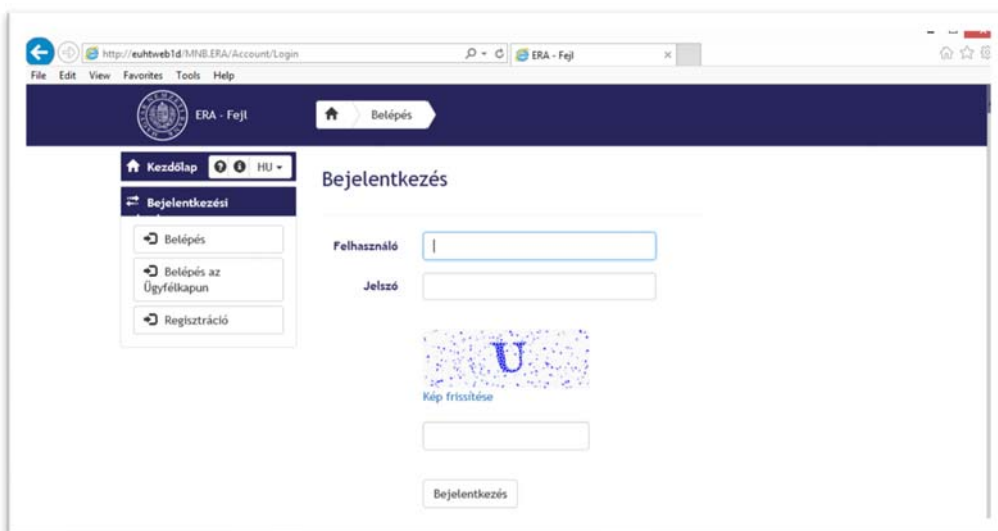 http://euhtweb1d/MNB.ERA/Account/Login
ERA - Fejl
File Edit View Favorites Tools Help
ERA - Fejl
Belépés
Kezdőlap
HU
Bejelentkezés
Bejelentkezési
Belépés
Felhasználó
Belépés az
Ügyfélkapun
Jelszó
Regisztráció
U
Kép frissítése
Bejelentkezés